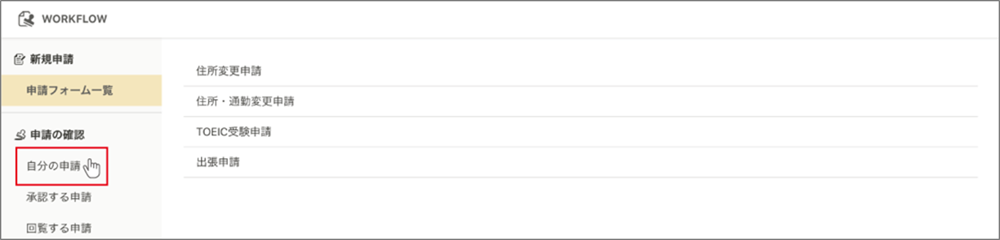 WORKFLOW
新規申請
申請フォーム一覧
申請の確認
自分の申請
承認する申請
回覧する申請
住所変更申請
住所・通勤変更申請
TOEIC受験申請
出張申請